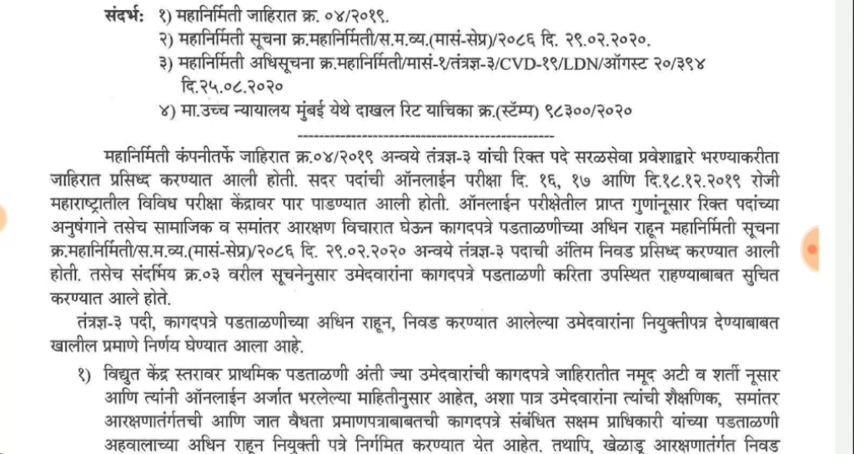 संदर्भ: १) महानिर्मिती जाहिरात क्र. ०४/२०१९.
२) महानिर्मिती सूचना क्र.महानिर्मिती/स.म.व्य.(मासं-सेप्र)/२०८६ दि. २९.०२.२०२०.
३) महानिर्मिती अधिसूचना क्र.महानिर्मिती/मासं-१/तंत्रज्ञ-३/CVD-१९/LDN/ऑगस्ट २०/३९४
दि.२५.०८.२०२०
४) मा.उच्च न्यायालय मुंबई येथे दाखल रिट याचिका क्र.(स्टॅम्प) ९८३००/२०२०
महानिर्मिती कंपनीतर्फे जाहिरात क्र.०४/२०१९ अन्वये तंत्रज्ञ-३ यांची रिक्त पदे सरळसेवा प्रवेशाद्वारे भरण्याकरीता
जाहिरात प्रसिध्द करण्यात आली होती. सदर पदांची ऑनलाईन परीक्षा दि. १६, १७ आणि दि.१८.१२.२०१९ रोजी
महाराष्ट्रातील विविध परीक्षा केंद्रावर पार पाडण्यात आली होती. ऑनलाईन परीक्षेतील प्राप्त गुणांनूसार रिक्त पदांच्या
अनुषंगाने तसेच सामाजिक व समांतर आरक्षण विचारात घेऊन कागदपत्रे पडताळणीच्या अधिन राहून महानिर्मिती सूचना
क्र.महानिर्मिती/स.म.व्य.(मासं-सेप्र)/२०८६ दि. २९.०२.२०२० अन्वये तंत्रज्ञ-३ पदाची अंतिम निवड प्रसिध्द करण्यात आली
होती. तसेच संदर्भिय क्र.०३ वरील सूचनेनुसार उमेदवारांना कागदपत्रे पडताळणी करिता उपस्थित राहण्याबाबत सुचित
करण्यात आले होते.
तंत्रज्ञ-३ पदी, कागदपत्रे पडताळणीच्या अधिन राहून, निवड करण्यात आलेल्या उमेदवारांना नियुक्तीपत्र देण्याबाबत
खालील प्रमाणे निर्णय घेण्यात आला आहे.
१) विद्युत केंद्र स्तरावर प्राथमिक पडताळणी अंती ज्या उमेदवारांची कागदपत्रे जाहिरातीत नमूद अटी व शर्ती नूसार
आणि त्यांनी ऑनलाईन अर्जात भरलेल्या माहितीनुसार आहेत, अशा पात्र उमेदवारांना त्यांची शैक्षणिक, समांतर
आरक्षणातंर्गतची आणि जात वैधता प्रमाणपत्राबाबतची कागदपत्रे संबंधित सक्षम प्राधिकारी यांच्या पडताळणी
अहवालाच्या अधिन राहून नियुक्ती पत्रे निर्गमित करण्यात येत आहेत. तथापि, खेळाडू आरक्षणातंर्गत निवड